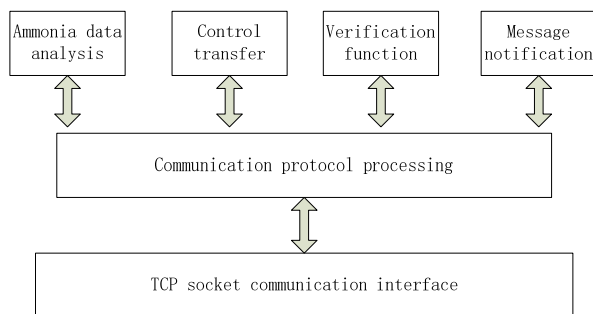 Ammonia data
analysis
Control
transfer
Verification
function
Message
notification
Communication protocol processing
TCP socket communication interface